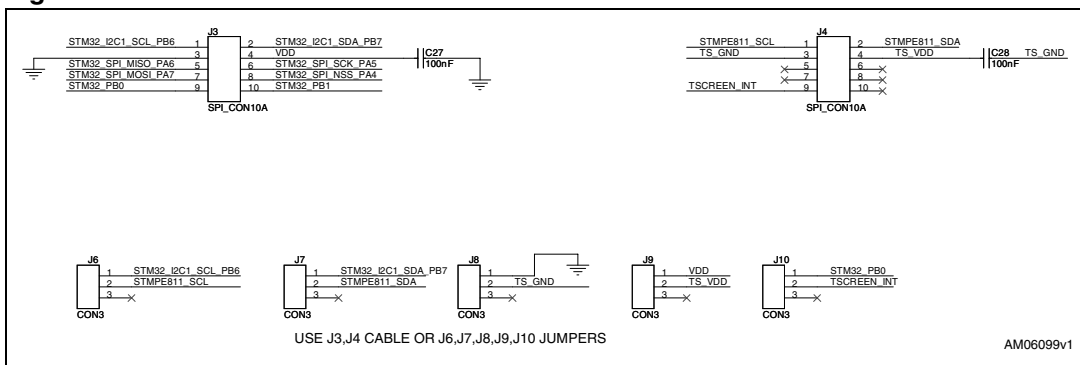 J3
STM32_I2C1_SCL_PB6 1 2 STM32_I2C1_SDA_PB7
3 4 VDD
STM32_SPI_MISO_PA6 5 6 STM32_SPI_SCK_PA5
STM32_SPI_MOSI_PA7 7 8 STM32_SPI_NSS_PA4
STM32_PB0 9 10 STM32_PB1
SPI_CON10A
C27
100nF
J4
STMPE811_SCL 1 2 STMPE811_SDA
TS_GND 3 4 TS_VDD
5 6
7 8
TSCREEN_INT 9 10
SPI_CON10A
C28
100nF
TS_GND
J6
1 STM32_I2C1_SCL_PB6
2 STMPE811_SCL
3
CON3
J7
1 STM32_I2C1_SDA_PB7
2 STMPE811_SDA
3
CON3
J8
1
2 TS_GND
3
CON3
J9
1 VDD
2 TS_VDD
3
CON3
J10
1 STM32_PB0
2 TSCREEN_INT
3
CON3
USE J3,J4 CABLE OR J6,J7,J8,J9,J10 JUMPERS
AM06099v1